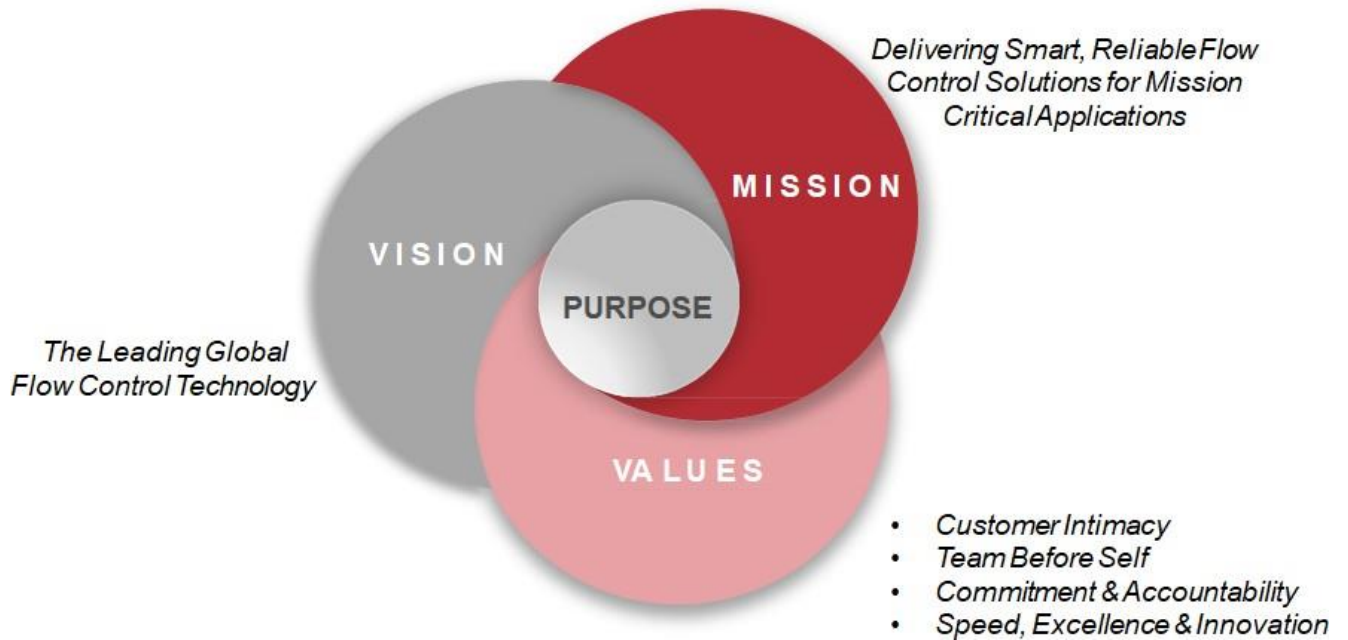 Delivering Smart, Reliable Flow
Control Solutions for Mission
Critical Applications
MISSION
VISION
PURPOSE
The Leading Global
Flow Control Technology
VALUES
• Customer Intimacy
• Team Before Self
• Commitment & Accountability
• Speed, Excellence & Innovation